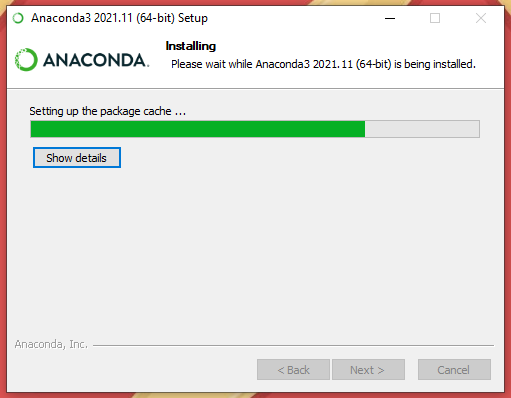 Anaconda3 2021.11 (64-bit) Setup
Installing
Please wait while Anaconda3 2021.11 (64-bit) is being installed.
ANACONDA.
Setting up the package cache ...
Show details
Anaconda, Inc.
< Back
Next >
Cancel